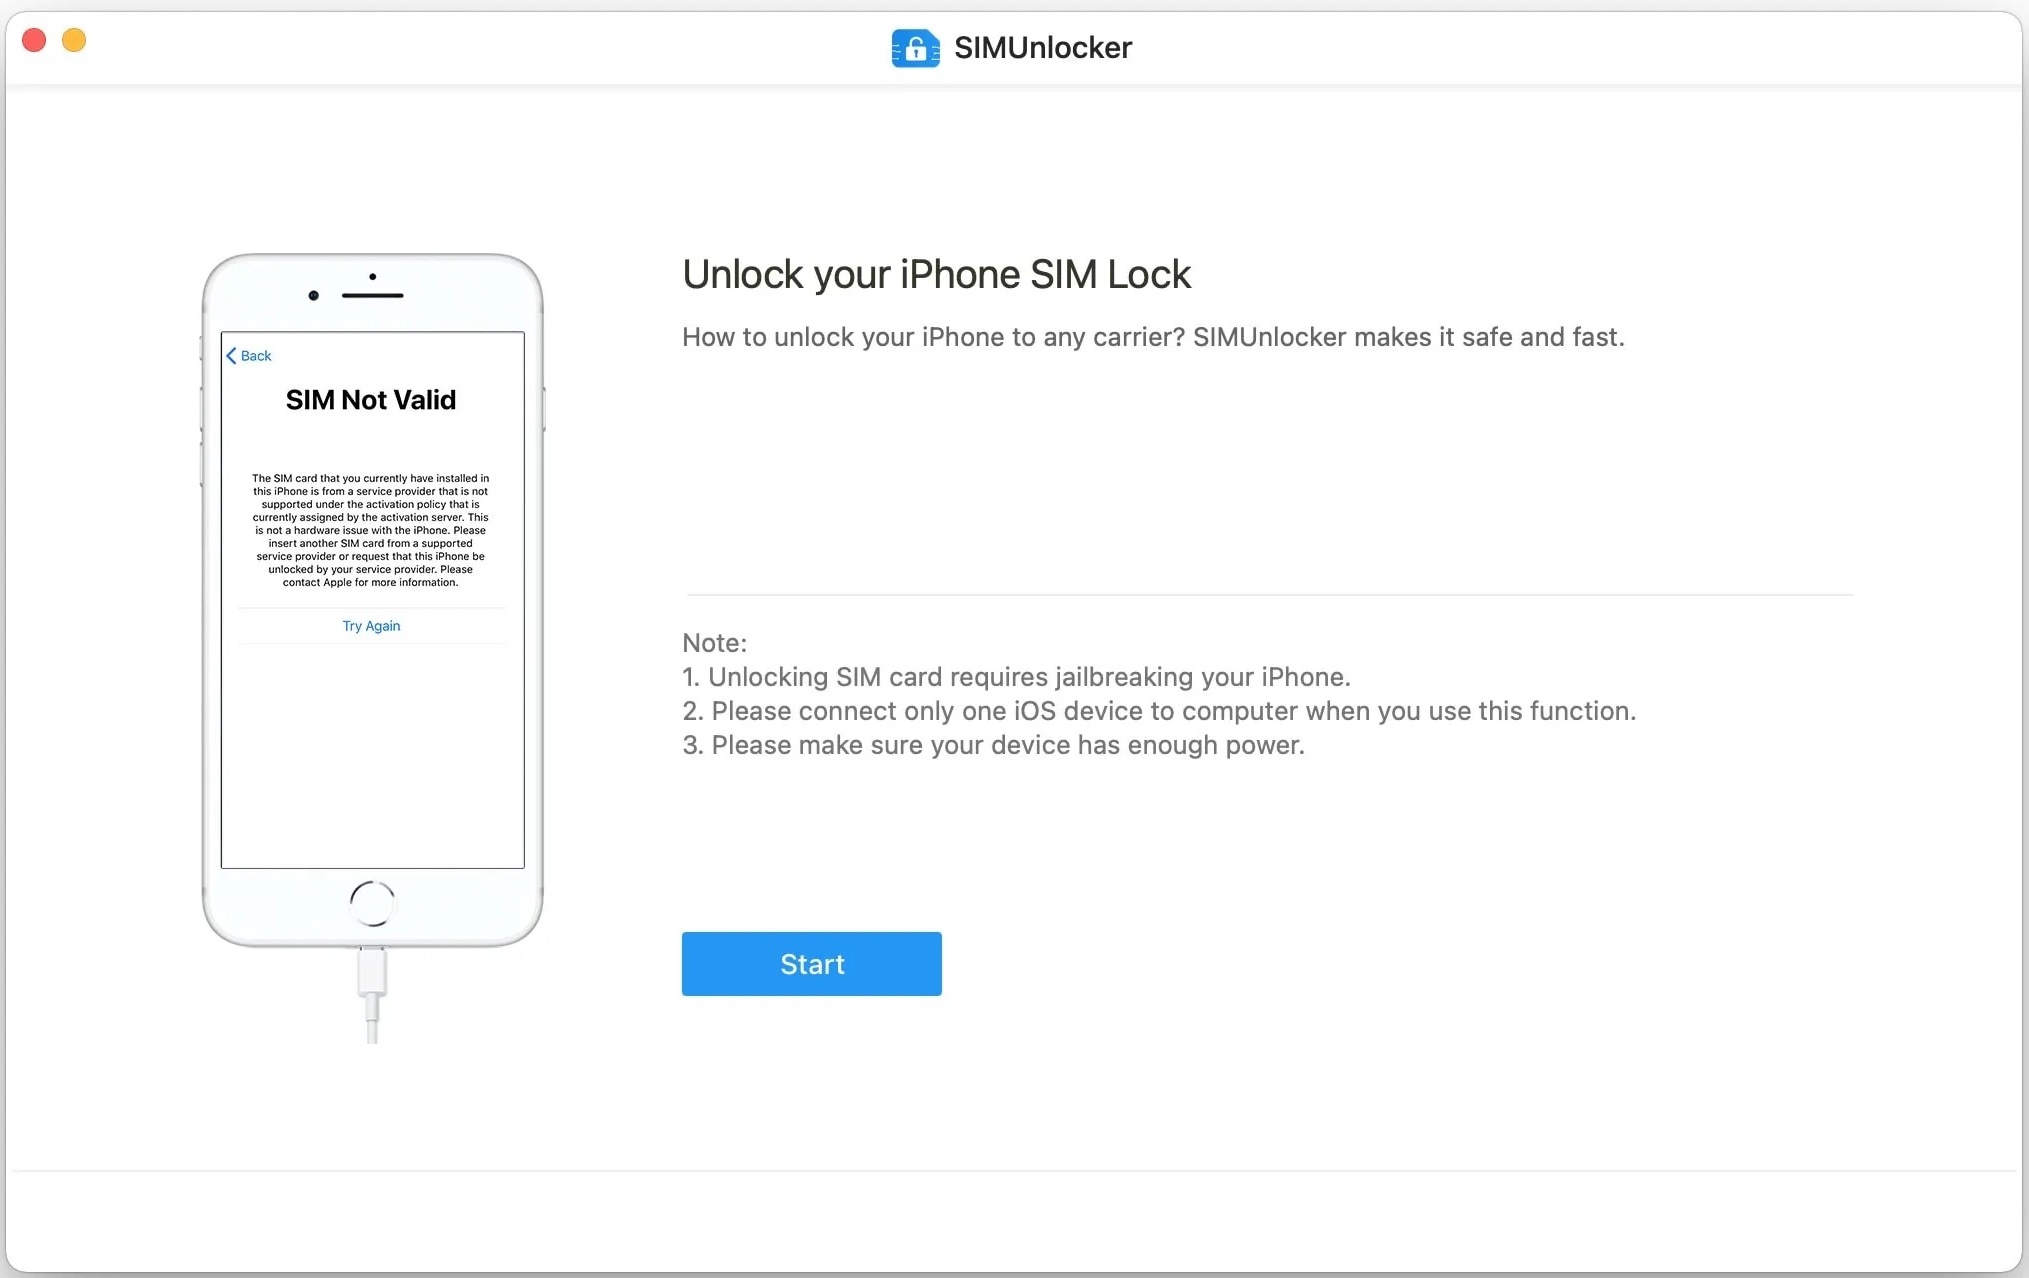 SIMUnlocker
Back
SIM Not Valid
The SIM card that you currently have installed in
this iPhone is from a service provider that is not
supported under the activation policy that is
currently assigned by the activation server. This
is not a hardware issue with the iPhone. Please
insert another SIM card from a supported
service provider or request that this iPhone be
unlocked by your service provider. Please
contact Apple for more information.
Try Again
Unlock your iPhone SIM Lock
How to unlock your iPhone to any carrier? SIMUnlocker makes it safe and fast.
Note:
1. Unlocking SIM card requires jailbreaking your iPhone.
2. Please connect only one iOS device to computer when you use this function.
3. Please make sure your device has enough power.
Start